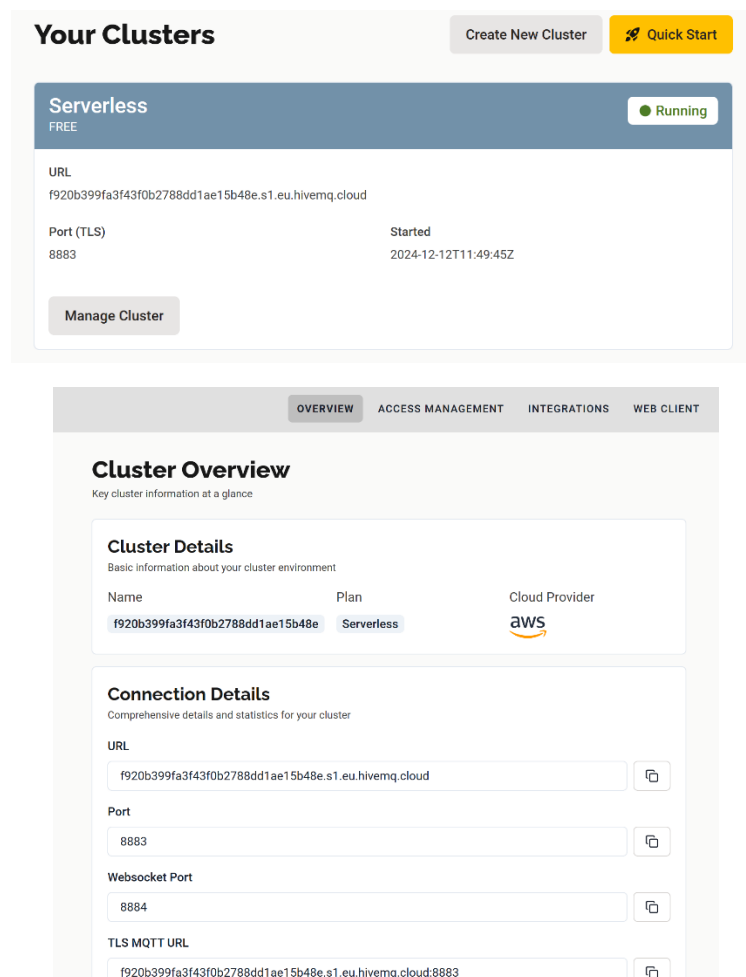 Your Clusters
Create New Cluster
Quick Start
Serverless
FREE
Running
URL
f920b399fa3f43f0b2788dd1ae15b48e.s1.eu.hivemq.cloud
Port (TLS)
Started
8883
2024-12-12T11:49:45Z
Manage Cluster
OVERVIEW
ACCESS MANAGEMENT
INTEGRATIONS
WEB CLIENT
Cluster Overview
Key cluster information at a glance
Cluster Details
Basic information about your cluster environment
Name
Plan
Cloud Provider
f920b399fa3f43f0b2788dd1ae15b48e
Serverless
aws
Connection Details
Comprehensive details and statistics for your cluster
URL
f920b399fa3f43f0b2788dd1ae15b48e.s1.eu.hivemq.cloud
Port
8883
Websocket Port
8884
TLS MQTT URL
f920b399fa3f43f0b2788dd1ae15b48e.s1.eu.hivemq.cloud:8883